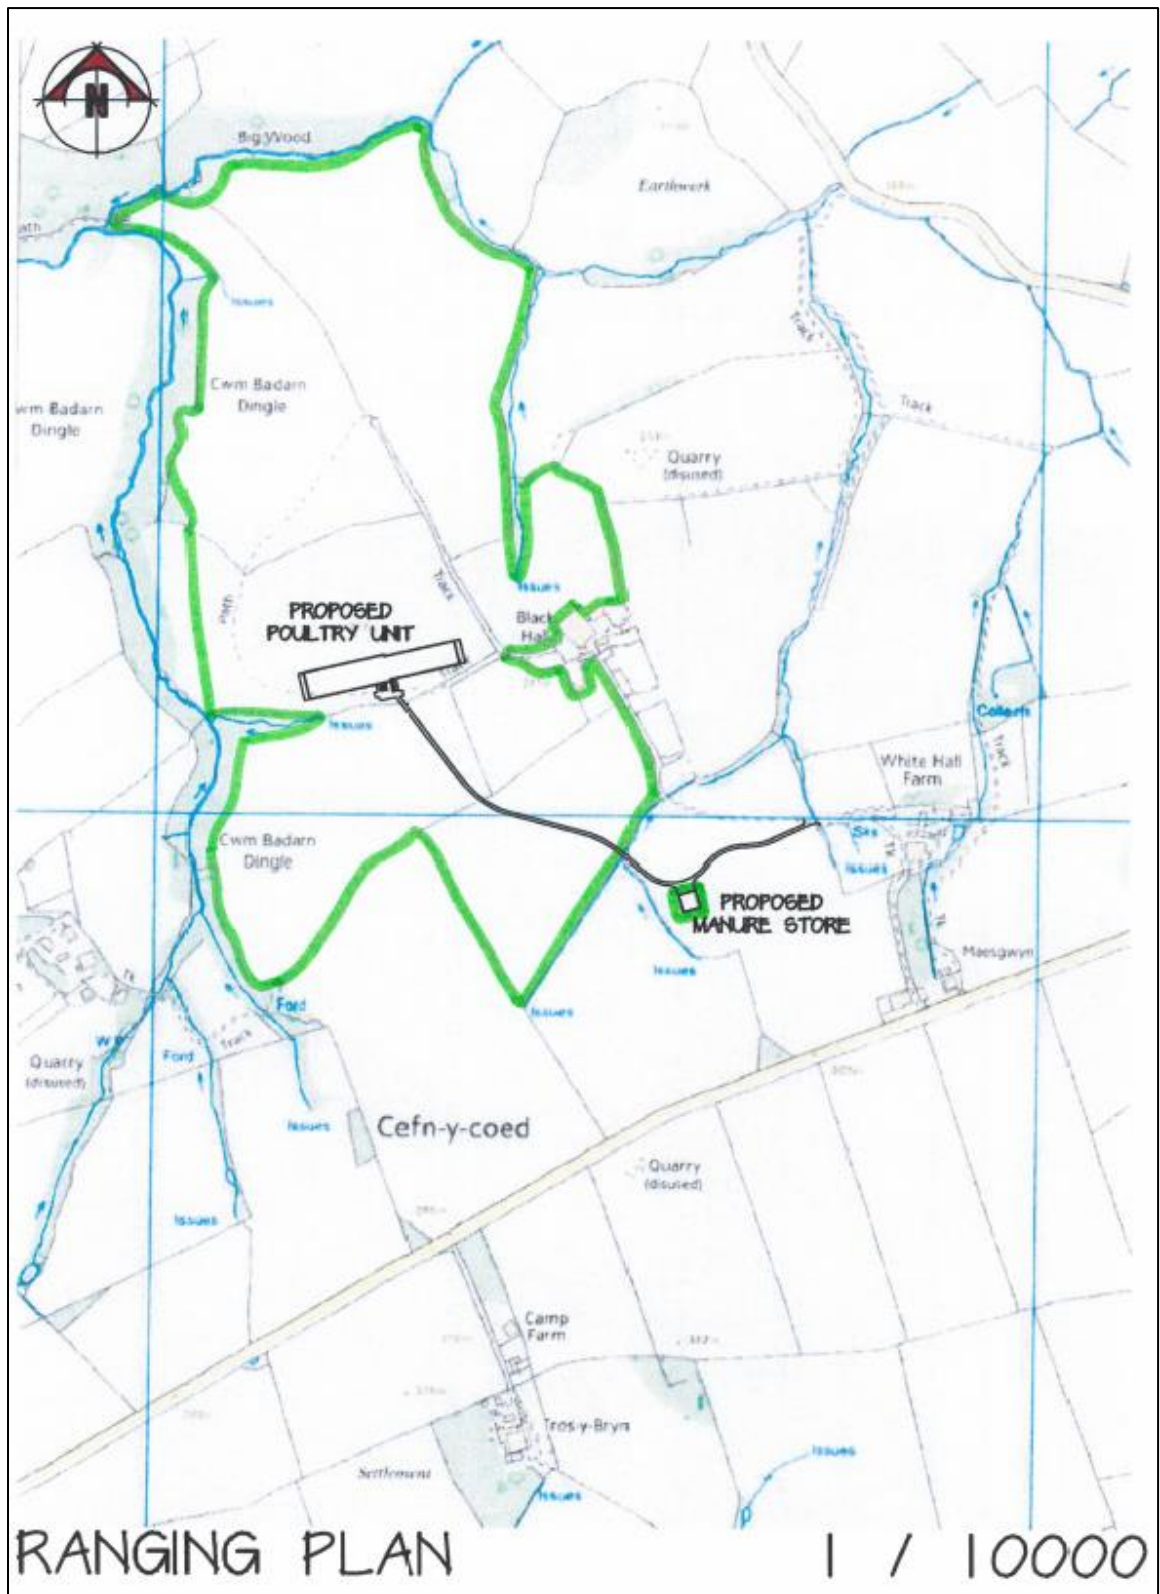 N
Big Wood
Earthwork
Issues
Track
Cwm Badarn
Dingle
Track
Dingle
Quarry
(disused)
Track
Issues
Path
PROPOSED
POULTRY UNIT
Black
Issues
Collects
Track
White Hall
Farm
Cwm Badarn
Dingle
Issues
PROPOSED
MANURE STORE
Maesgwyn
Issues
Issues
Ford
Track
Ford
Quarry
(disused)
Issues
Cefn-y-coed
Quarry
(disused)
Issues
Camp
Farm
Tros-y-Bryn
Issues
Settlement
Issues
RANGING PLAN 1 / 10000